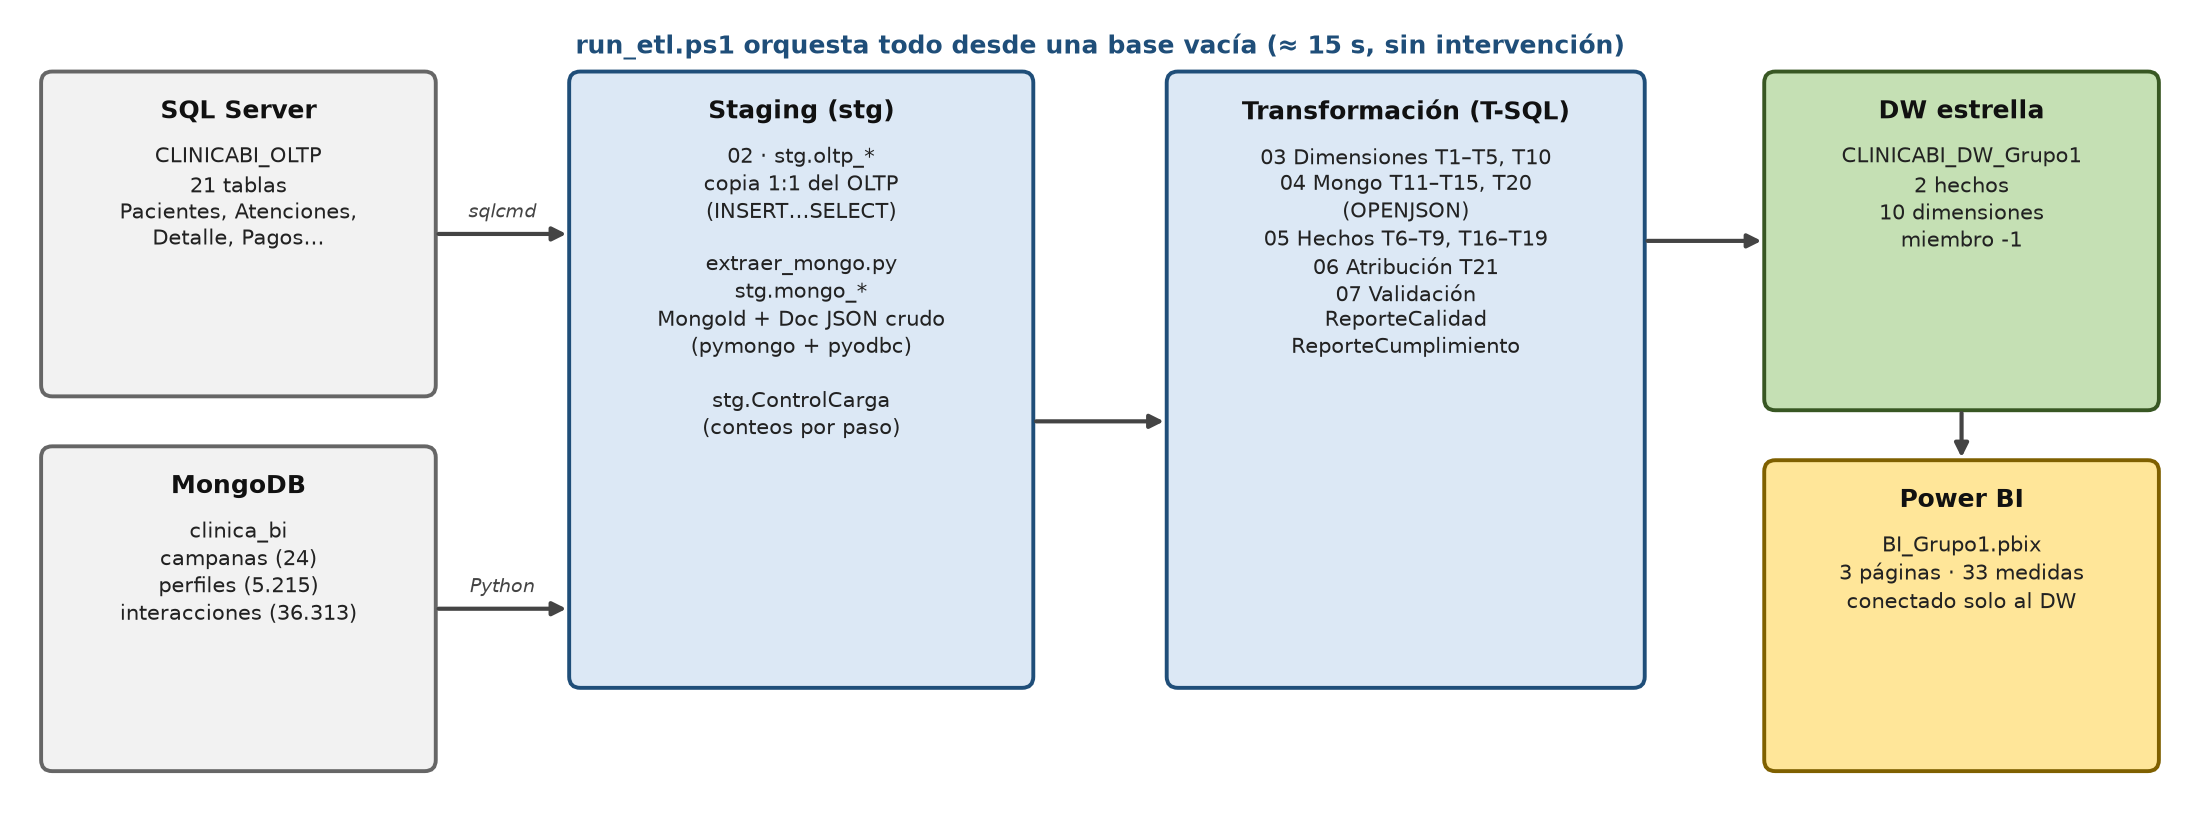 run_etl.ps1 orquesta todo desde una base vacía (≈ 15 s, sin intervención)
SQL Server
CLINICABI_OLTP
21 tablas
Pacientes, Atenciones,
Detalle, Pagos...
sqlcmd
MongoDB
clinica_bi
campanas (24)
perfiles (5.215)
interacciones (36.313)
Python
Staging (stg)
02 · stg.oltp_*
copia 1:1 del OLTP
(INSERT...SELECT)
extraer_mongo.py
stg.mongo_*
MongoId + Doc JSON crudo
(pymongo + pyodbc)
stg.ControlCarga
(conteos por paso)
Transformación (T-SQL)
03 Dimensiones T1–T5, T10
04 Mongo T11–T15, T20
(OPENJSON)
05 Hechos T6–T9, T16–T19
06 Atribución T21
07 Validación
ReporteCalidad
ReporteCumplimiento
DW estrella
CLINICABI_DW_Grupo1
2 hechos
10 dimensiones
miembro -1
Power BI
BI_Grupo1.pbix
3 páginas · 33 medidas
conectado solo al DW